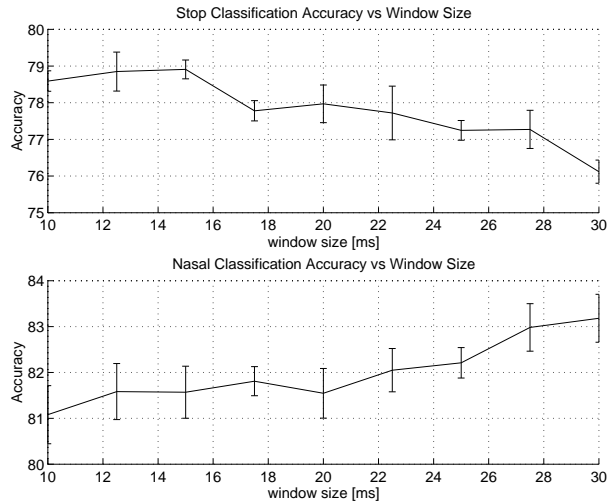 Stop Classification Accuracy vs Window Size
80
79
78
77
76
75
Accuracy
10 12 14 16 18 20 22 24 26 28 30
window size [ms]
Nasal Classification Accuracy vs Window Size
84
83
82
81
80
Accuracy
10 12 14 16 18 20 22 24 26 28 30
window size [ms]